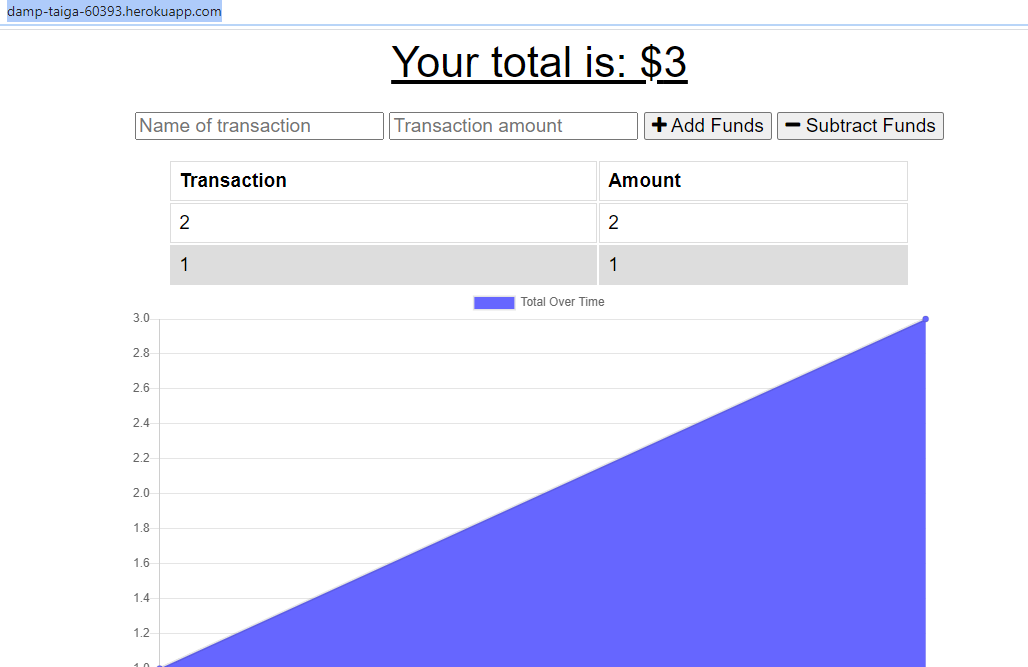 damp-taiga-60393.herokuapp.com
Your total is: $3
Name of transaction Transaction amount Add Funds Subtract Funds
Transaction Amount
2 2
1 1
Total Over Time
3.0
2.8
2.6
2.4
2.2
2.0
1.8
1.6
1.4
1.2
1.0